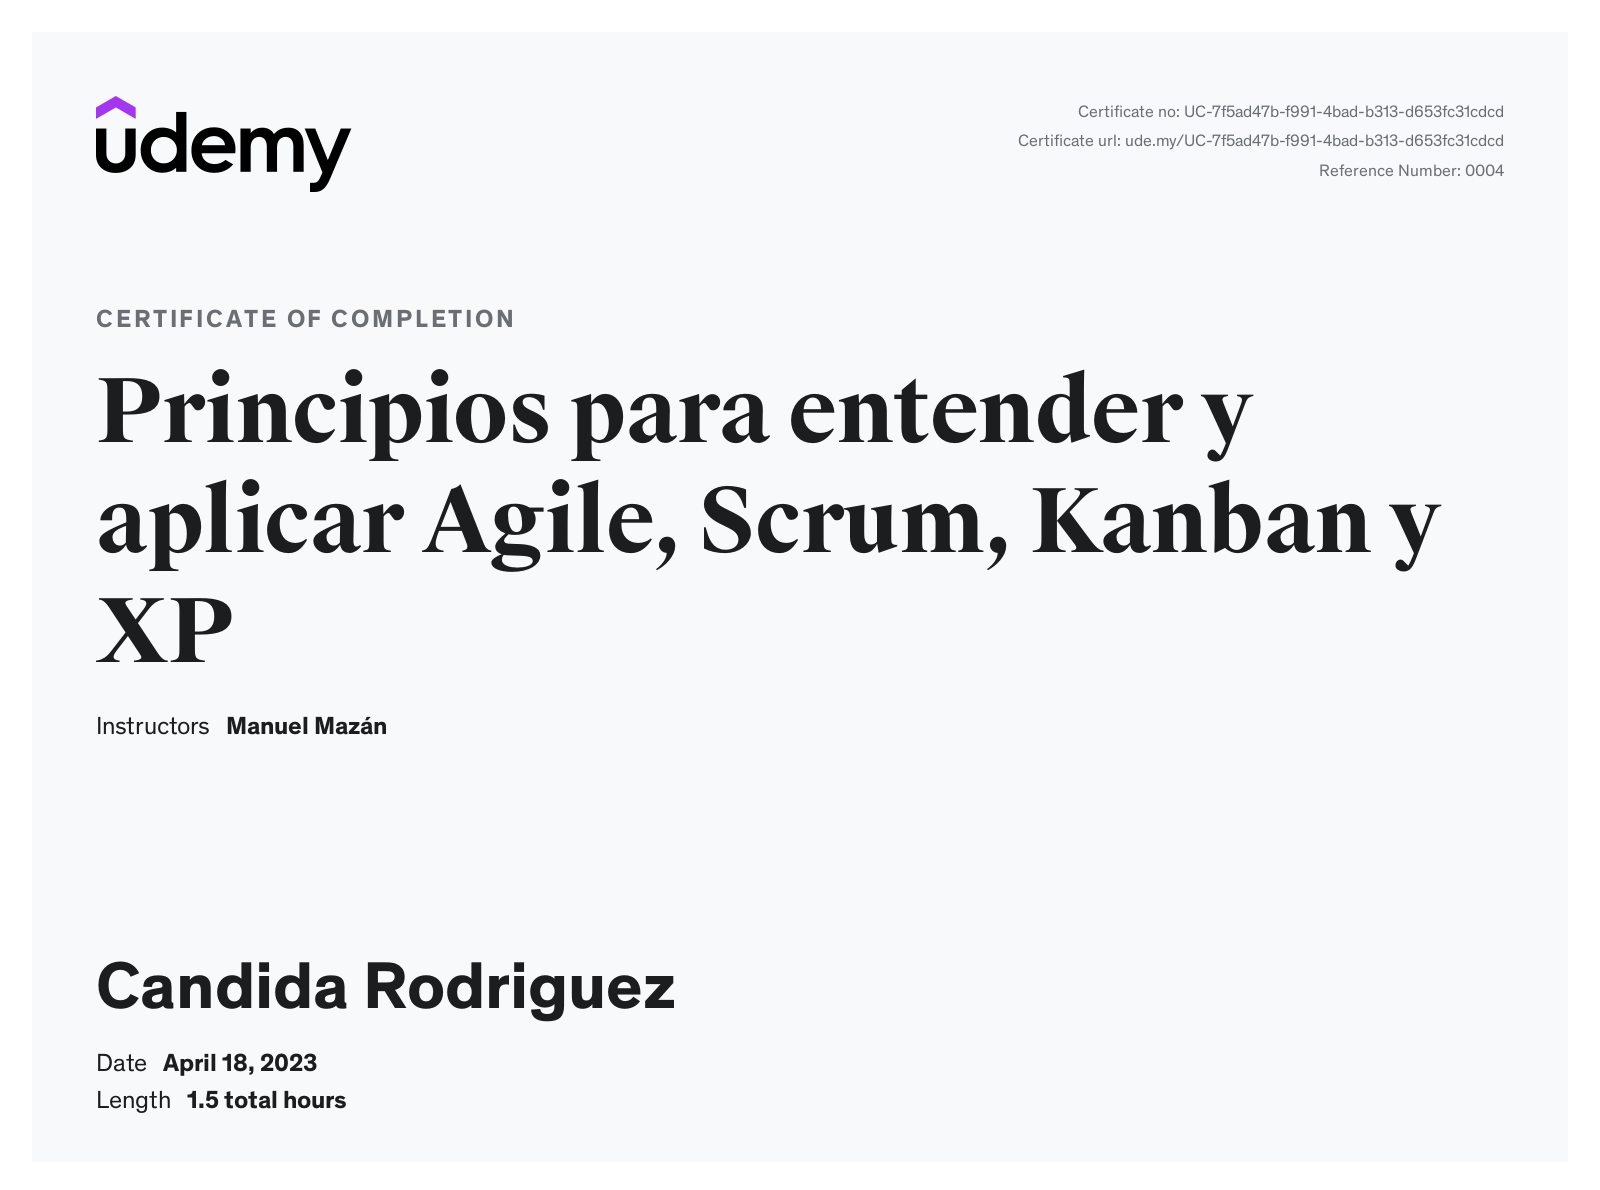 udemy
Certificate no: UC-7f5ad47b-f991-4bad-b313-d653fc31cdcd
Certificate url: ude.my/UC-7f5ad47b-f991-4bad-b313-d653fc31cdcd
Reference Number: 0004
CERTIFICATE OF COMPLETION
Principios para entender y
aplicar Agile, Scrum, Kanban y
XP
Instructors Manuel Mazán
Candida Rodriguez
Date April 18, 2023
Length 1.5 total hours